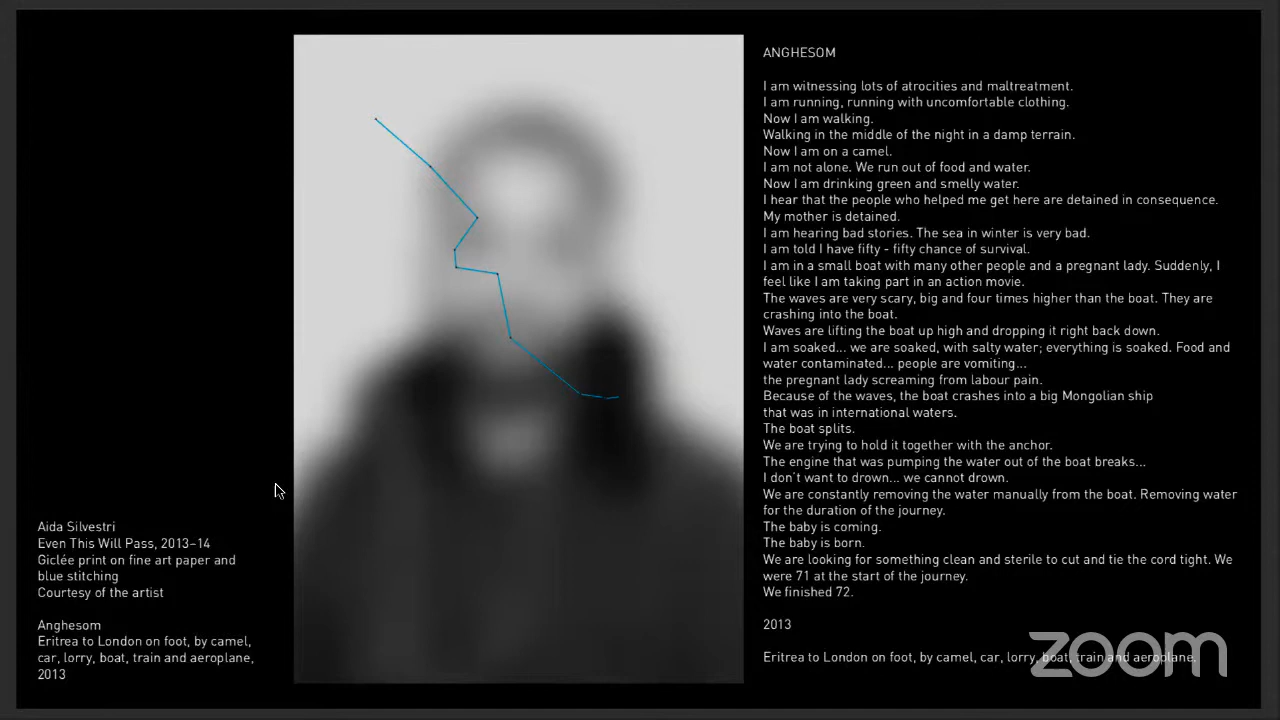 ANGHESOM
I am witnessing lots of atrocities and maltreatment.
I am running, running with uncomfortable clothing.
Now I am walking.
Walking in the middle of the night in a damp terrain.
Now I am on a camel.
I am not alone. We run out of food and water.
Now I am drinking green and smelly water.
I hear that the people who helped me get here are detained in consequence.
My mother is detained.
I am hearing bad stories. The sea in winter is very bad.
I am told I have fifty - fifty chance of survival.
I am in a small boat with many other people and a pregnant lady. Suddenly, I
feel like I am taking part in an action movie.
The waves are very scary, big and four times higher than the boat. They are
crashing into the boat.
Waves are lifting the boat up high and dropping it right back down.
I am soaked... we are soaked, with salty water; everything is soaked. Food and
water contaminated... people are vomiting...
the pregnant lady screaming from labour pain.
Because of the waves, the boat crashes into a big Mongolian ship
that was in international waters.
The boat splits.
We are trying to hold it together with the anchor.
The engine that was pumping the water out of the boat breaks...
I don't want to drown... we cannot drown.
We are constantly removing the water manually from the boat. Removing water
for the duration of the journey.
The baby is coming.
The baby is born.
We are looking for something clean and sterile to cut and tie the cord tight. We
were 71 at the start of the journey.
We finished 72.
2013
Eritrea to London on foot, by camel, car, lorry, boat, train and aeroplane.
Aida Silvestri
Even This Will Pass, 2013–14
Giclée print on fine art paper and
blue stitching
Courtesy of the artist
Anghesom
Eritrea to London on foot, by camel,
car, lorry, boat, train and aeroplane,
2013
zoom